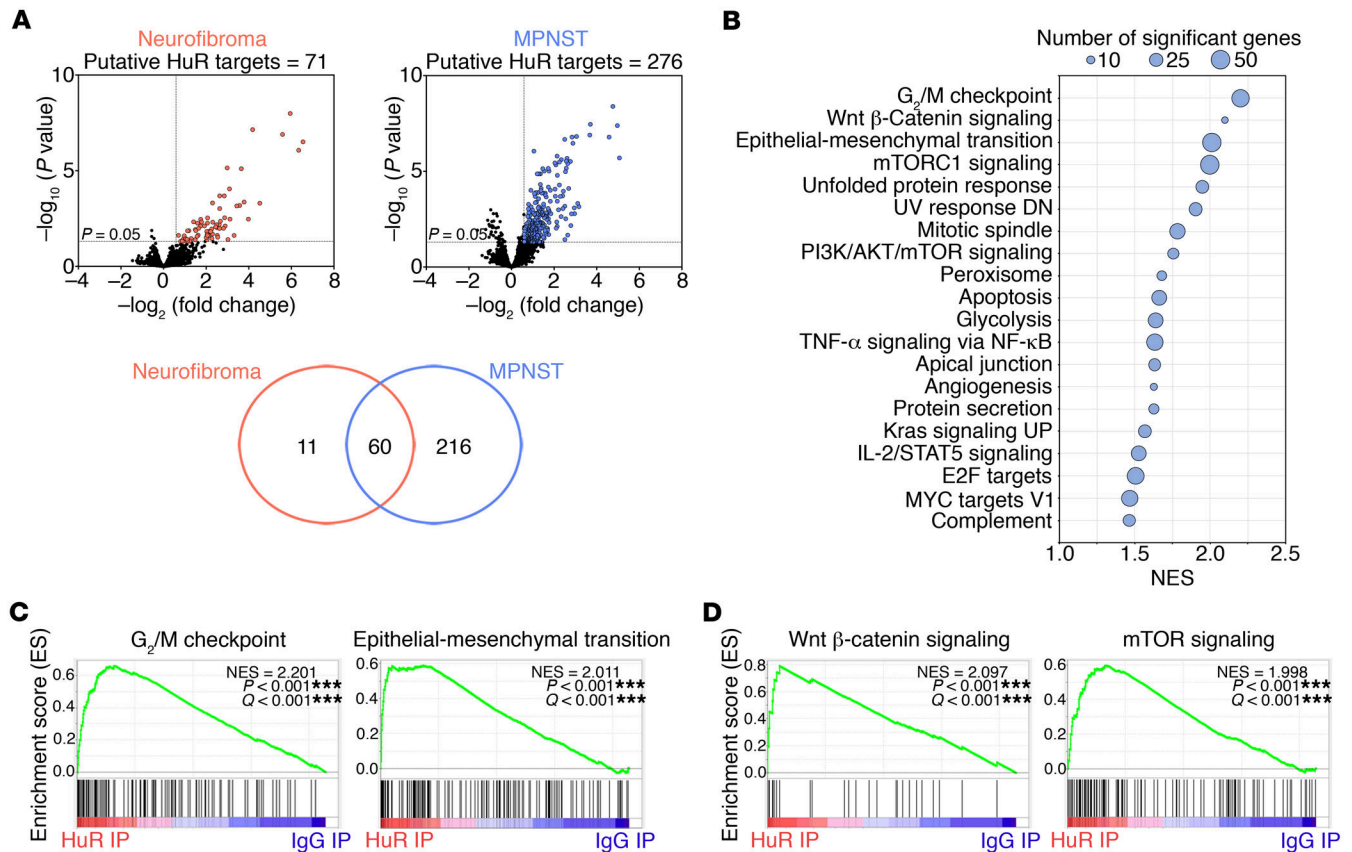 A
Neurofibroma
Putative HuR targets = 71
10
5
0
–log10 (P value)
P = 0.05
–4 –2 0 2 4 6 8
–log2 (fold change)
MPNST
Putative HuR targets = 276
10
5
0
–log10 (P value)
P = 0.05
–4 –2 0 2 4 6 8
–log2 (fold change)
Neurofibroma
MPNST
11
60
216
B
Number of significant genes
10 25 50
G2/M checkpoint
Wnt β-Catenin signaling
Epithelial-mesenchymal transition
mTORC1 signaling
Unfolded protein response
UV response DN
Mitotic spindle
PI3K/AKT/mTOR signaling
Peroxisome
Apoptosis
Glycolysis
TNF-α signaling via NF-κB
Apical junction
Angiogenesis
Protein secretion
Kras signaling UP
IL-2/STAT5 signaling
E2F targets
MYC targets V1
Complement
1.0 1.5 2.0 2.5
NES
C
Enrichment score (ES)
G2/M checkpoint
0.6
0.4
0.2
0.0
NES = 2.201
P < 0.001***
Q < 0.001***
HuR IP
IgG IP
Epithelial-mesenchymal transition
0.6
0.4
0.2
0.0
NES = 2.011
P < 0.001***
Q < 0.001***
HuR IP
IgG IP
D
Enrichment score (ES)
Wnt β-catenin signaling
0.8
0.6
0.4
0.2
0.0
NES = 2.097
P < 0.001***
Q < 0.001***
HuR IP
IgG IP
mTOR signaling
0.6
0.4
0.2
0.0
NES = 1.998
P < 0.001***
Q < 0.001***
HuR IP
IgG IP